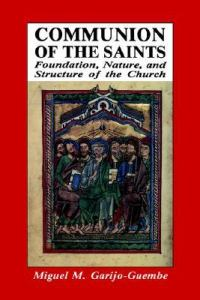 COMMUNION
OF THE SAINTS
Foundation, Nature, and
Structure of the Church
Miguel M. Garijo-Guembe